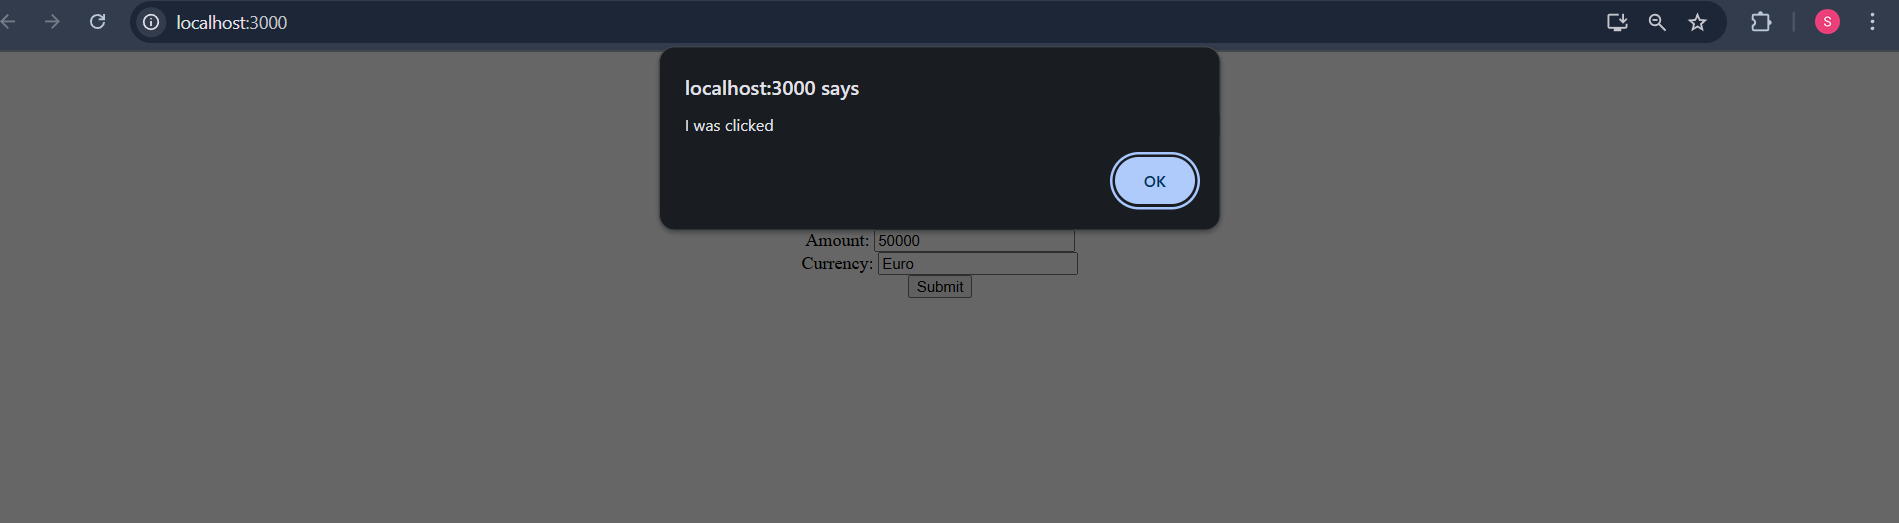 localhost:3000
S
localhost:3000 says
I was clicked
OK
Amount: 50000
Currency: Euro
Submit